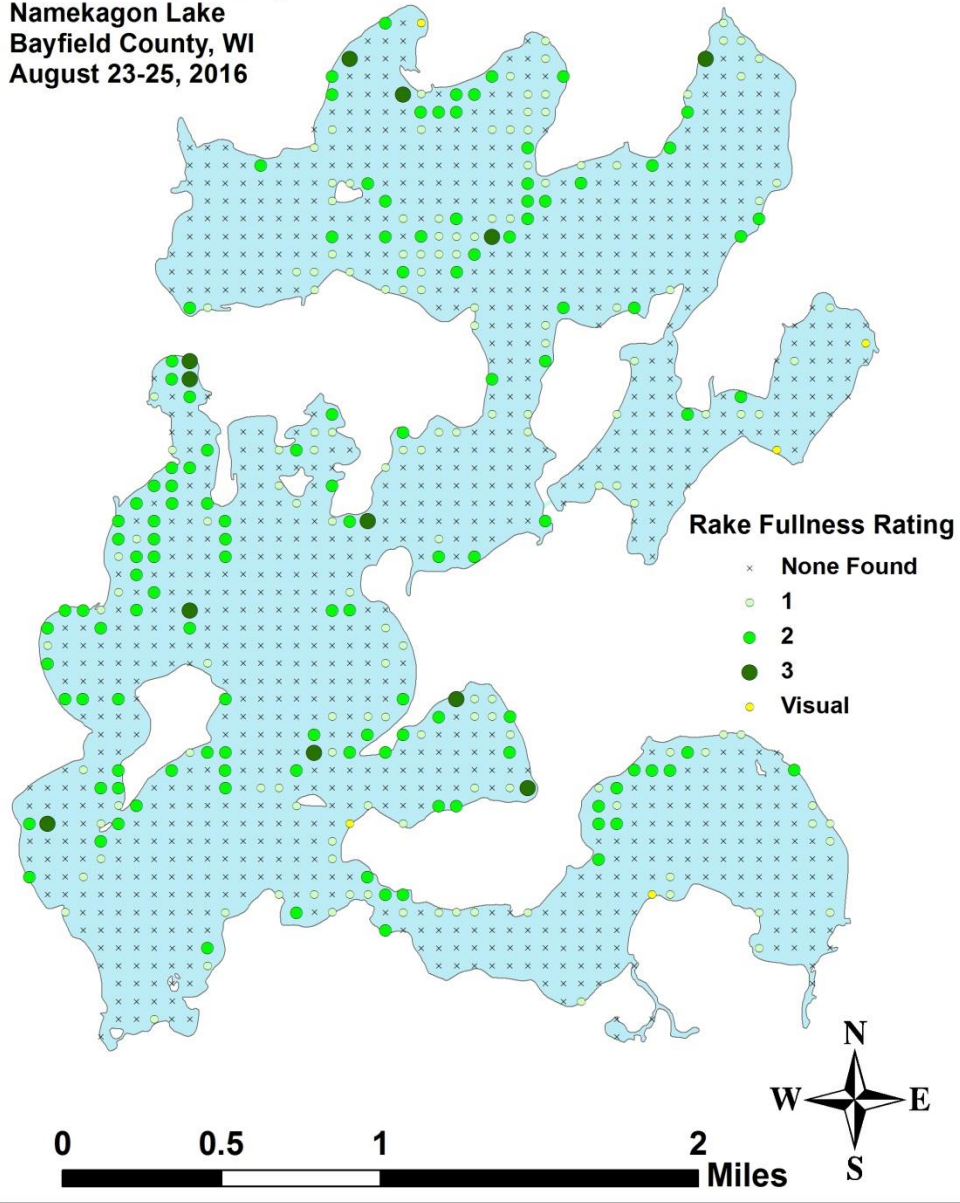 Namekagon Lake
Bayfield County, WI
August 23-25, 2016
Rake Fullness Rating
None Found
1
2
3
Visual
N
W E
S
0 0.5 1 2
Miles